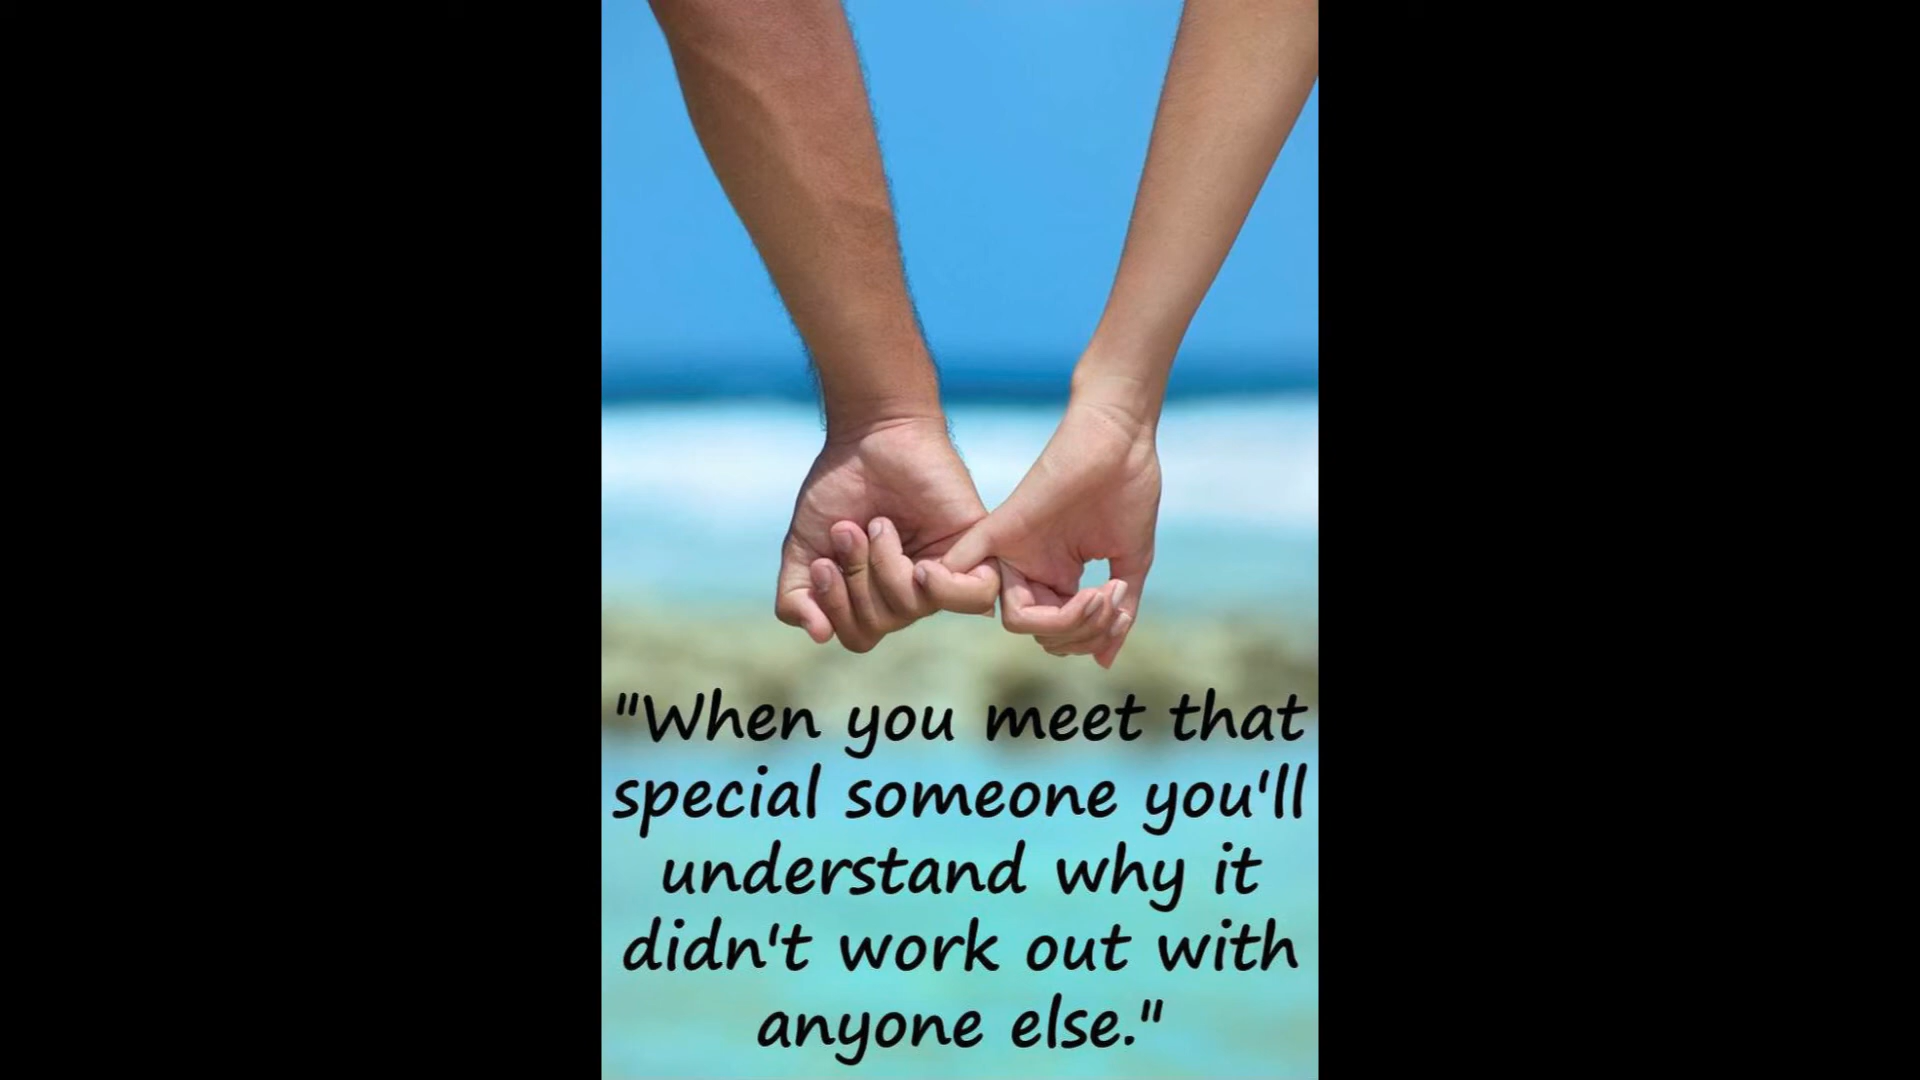 "When you meet that
special someone you'll
understand why it
didn't work out with
anyone else."